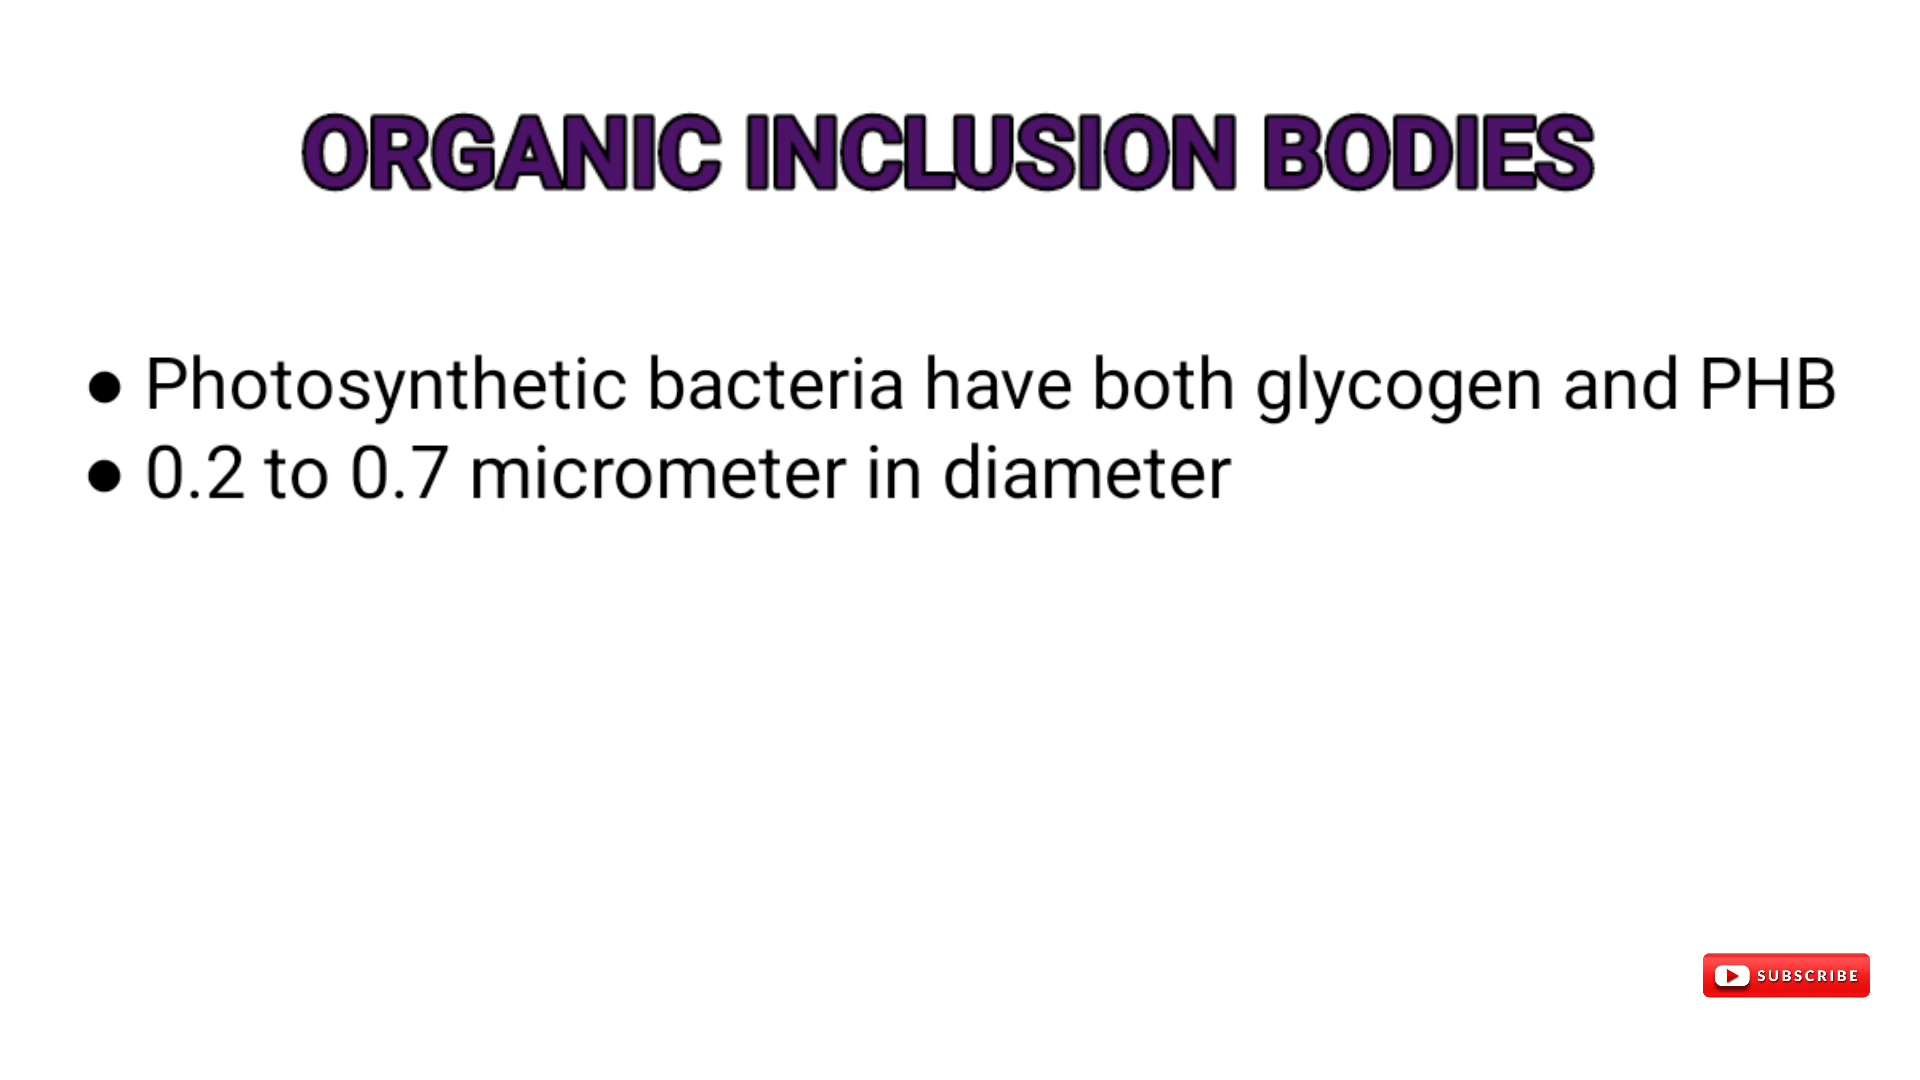 ORGANIC INCLUSION BODIES
● Photosynthetic bacteria have both glycogen and PHB
● 0.2 to 0.7 micrometer in diameter
SUBSCRIBE